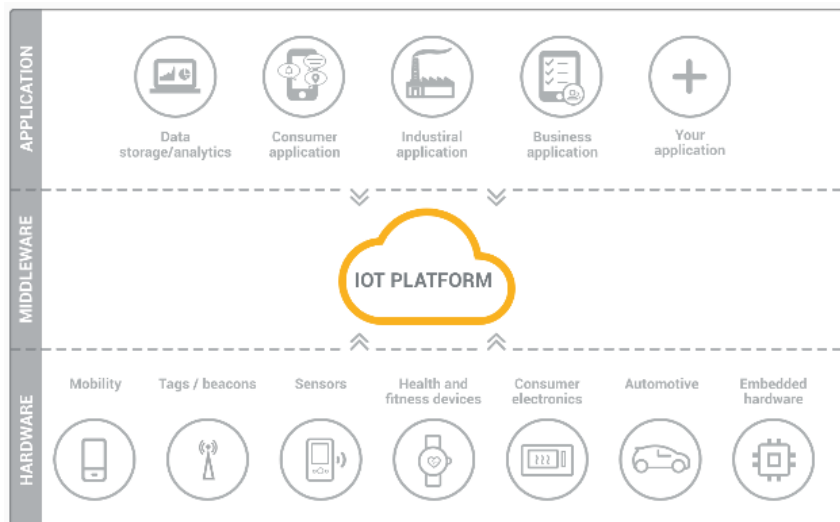 APPLICATION
Data
storage/analytics
Consumer
application
Industiral
application
Business
application
Your
application
MIDDLEWARE
IOT PLATFORM
HARDWARE
Mobility
Tags / beacons
Sensors
Health and
fitness devices
Consumer
electronics
Automotive
Embedded
hardware